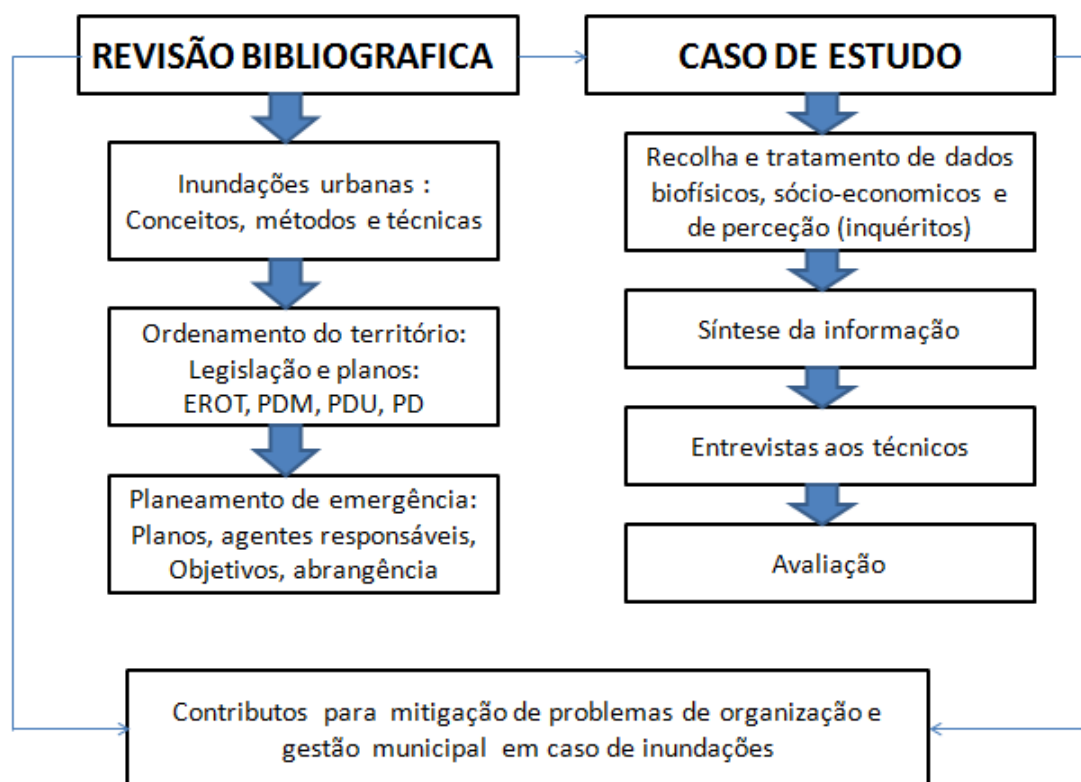 REVISÃO BIBLIOGRAFICA
Inundações urbanas :
Conceitos, métodos e técnicas
Ordenamento do território:
Legislação e planos:
EROT, PDM, PDU, PD
Planeamento de emergência:
Planos, agentes responsáveis,
Objetivos, abrangência
CASO DE ESTUDO
Recolha e tratamento de dados
biofísicos, sócio-economicos e
de perceção (inquéritos)
Síntese da informação
Entrevistas aos técnicos
Avaliação
Contributos para mitigação de problemas de organização e
gestão municipal em caso de inundações